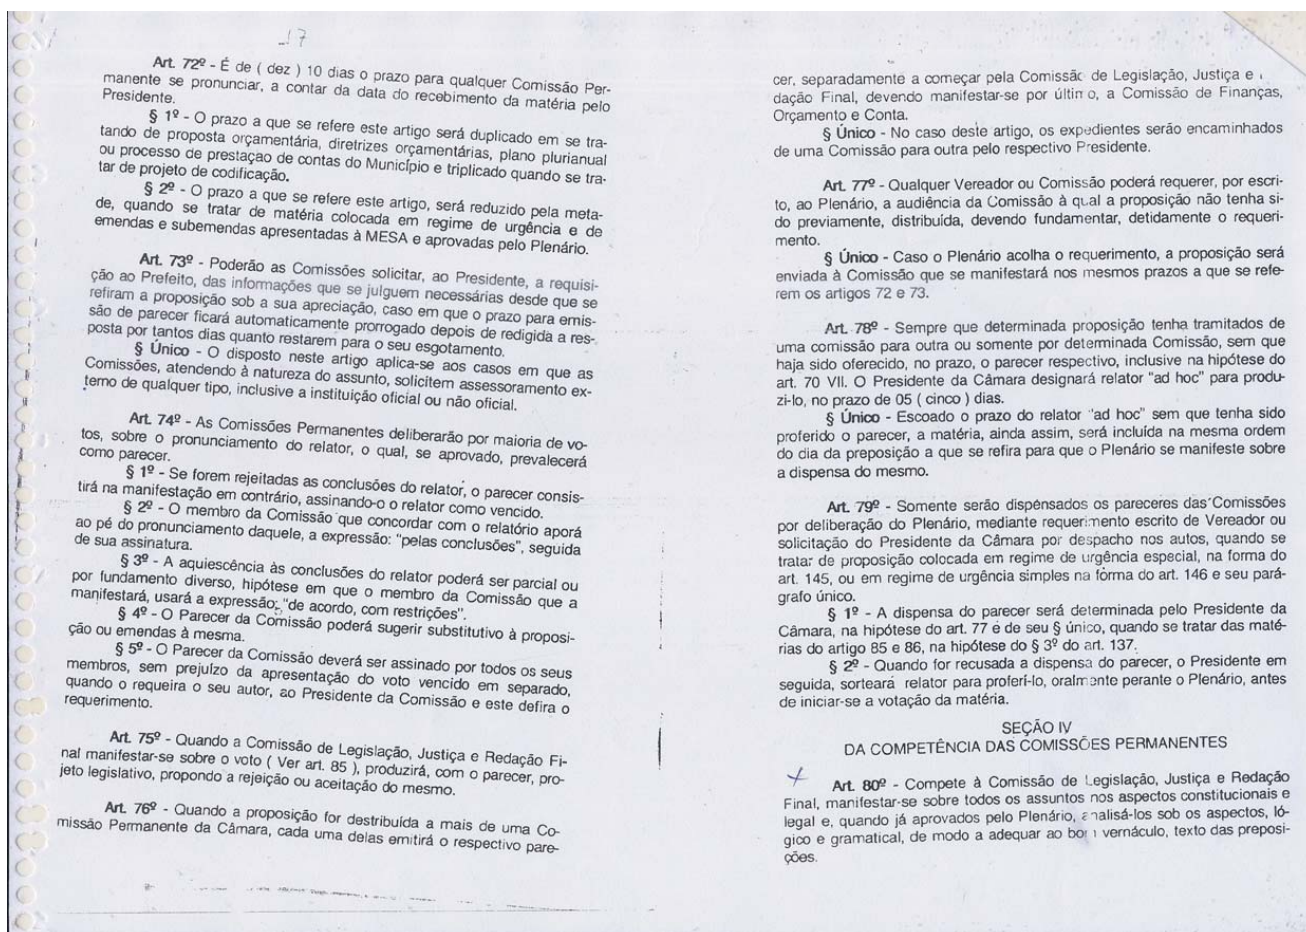 17
Art. 72º - É de ( dez ) 10 dias o prazo para qualquer Comissão Per-
manente se pronunciar, a contar da data do recebimento da matéria pelo
Presidente.
§ 1º - O prazo a que se refere este artigo será duplicado em se tra-
tando de proposta orçamentária, diretrizes orçamentárias, plano plurianual
ou processo de prestação de contas do Município e triplicado quando se tra-
tar de projeto de codificação.
§ 2º - O prazo a que se refere este artigo, será reduzido pela meta-
de, quando se tratar de matéria colocada em regime de urgência e de
emendas e subemendas apresentadas à MESA e aprovadas pelo Plenário.
Art. 73º - Poderão as Comissões solicitar, ao Presidente, a requisi-
ção ao Prefeito, das informações que se julguem necessárias desde que se
refiram a proposição sob a sua apreciação, caso em que o prazo para emis-
são de parecer ficará automaticamente prorrogado depois de redigida a res-
posta por tantos dias quanto restarem para o seu esgotamento.
§ Único - O disposto neste artigo aplica-se aos casos em que as
Comissões, atendendo à natureza do assunto, solicitem assessoramento ex-
terno de qualquer tipo, inclusive a instituição oficial ou não oficial.
Art. 74º - As Comissões Permanentes deliberarão por maioria de vo-
tos, sobre o pronunciamento do relator, o qual, se aprovado, prevalecerá
como parecer.
§ 1º - Se forem rejeitadas as conclusões do relator, o parecer consis-
tirá na manifestação em contrário, assinando-o o relator como vencido.
§ 2º - O membro da Comissão que concordar com o relatório aporá
ao pé do pronunciamento daquele, a expressão: "pelas conclusões", seguida
de sua assinatura.
§ 3º - A aquiescência às conclusões do relator poderá ser parcial ou
por fundamento diverso, hipótese em que o membro da Comissão que a
manifestará, usará a expressão: "de acordo, com restrições".
§ 4º - O Parecer da Comissão poderá sugerir substitutivo à proposi-
ção ou emendas à mesma.
§ 5º - O Parecer da Comissão deverá ser assinado por todos os seus
membros, sem prejuízo da apresentação do voto vencido em separado,
quando o requeira o seu autor, ao Presidente da Comissão e este defira o
requerimento.
Art. 75º - Quando a Comissão de Legislação, Justiça e Redação Fi-
nal manifestar-se sobre o voto ( Ver art. 85 ), produzirá, com o parecer, pro-
jeto legislativo, propondo a rejeição ou aceitação do mesmo.
Art. 76º - Quando a proposição for distribuída a mais de uma Co-
missão Permanente da Câmara, cada uma delas emitirá o respectivo pare-
cer, separadamente a começar pela Comissão de Legislação, Justiça e
dação Final, devendo manifestar-se por último, a Comissão de Finanças,
Orçamento e Conta.
§ Único - No caso deste artigo, os expedientes serão encaminhados
de uma Comissão para outra pelo respectivo Presidente.
Art. 77º - Qualquer Vereador ou Comissão poderá requerer, por escri-
to, ao Plenário, a audiência da Comissão à qual a proposição não tenha si-
do previamente, distribuída, devendo fundamentar, detidamente o requeri-
mento.
§ Único - Caso o Plenário acolha o requerimento, a proposição será
enviada à Comissão que se manifestará nos mesmos prazos a que se refe-
rem os artigos 72 e 73.
Art. 78º - Sempre que determinada proposição tenha tramitados de
uma comissão para outra ou somente por determinada Comissão, sem que
haja sido oferecido, no prazo, o parecer respectivo, inclusive na hipótese do
art. 70 VII. O Presidente da Câmara designará relator "ad hoc" para produ-
zi-lo, no prazo de 05 ( cinco ) dias.
§ Único - Escoado o prazo do relator "ad hoc" sem que tenha sido
proferido o parecer, a matéria, ainda assim, será incluída na mesma ordem
do dia da preposição a que se refira para que o Plenário se manifeste sobre
a dispensa do mesmo.
Art. 79º - Somente serão dispensados os pareceres das Comissões
por deliberação do Plenário, mediante requerimento escrito de Vereador ou
solicitação do Presidente da Câmara por despacho nos autos, quando se
tratar de proposição colocada em regime de urgência especial, na forma do
art. 145, ou em regime de urgência simples na fórma do art. 146 e seu pará-
grafo único.
§ 1º - A dispensa do parecer será determinada pelo Presidente da
Câmara, na hipótese do art. 77 é de seu § único, quando se tratar das maté-
rias do artigo 85 e 86, na hipótese do § 3º do art. 137.
§ 2º - Quando for recusada a dispensa do parecer, o Presidente em
seguida, sorteará relator para proferí-lo, oralmente perante o Plenário, antes
de iniciar-se a votação da matéria.
SEÇÃO IV
DA COMPETÊNCIA DAS COMISSÕES PERMANENTES
Art. 80º - Compete à Comissão de Legislação, Justiça e Redação
Final, manifestar-se sobre todos os assuntos nos aspectos constitucionais e
legal e, quando já aprovados pelo Plenário, analisá-los sob os aspectos, ló-
gico e gramatical, de modo a adequar ao bom vernáculo, texto das preposi-
ções.